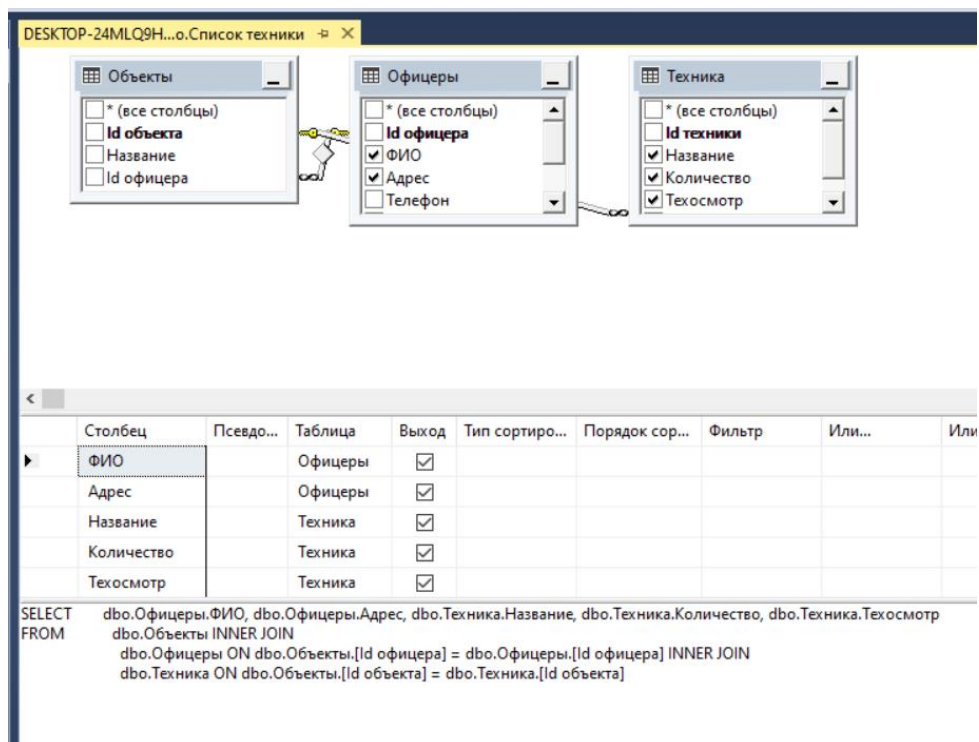 DESKTOP-24MLQ9H...o.Список техники
Объекты
* (все столбцы)
Id объекта
Название
Id офицера
Офицеры
* (все столбцы)
Id офицера
ФИО
Адрес
Телефон
Техника
* (все столбцы)
Id техники
Название
Количество
Техосмотр
Столбец Псевдо... Таблица Выход Тип сортиро... Порядок сор... Фильтр Или... Или
ФИО Офицеры
Адрес Офицеры
Название Техника
Количество Техника
Техосмотр Техника
SELECT dbo.Офицеры.ФИО, dbo.Офицеры.Адрес, dbo.Техника.Название, dbo.Техника.Количество, dbo.Техника.Техосмотр
FROM dbo.Объекты INNER JOIN
dbo.Офицеры ON dbo.Объекты.[Id офицера] = dbo.Офицеры.[Id офицера] INNER JOIN
dbo.Техника ON dbo.Объекты.[Id объекта] = dbo.Техника.[Id объекта]